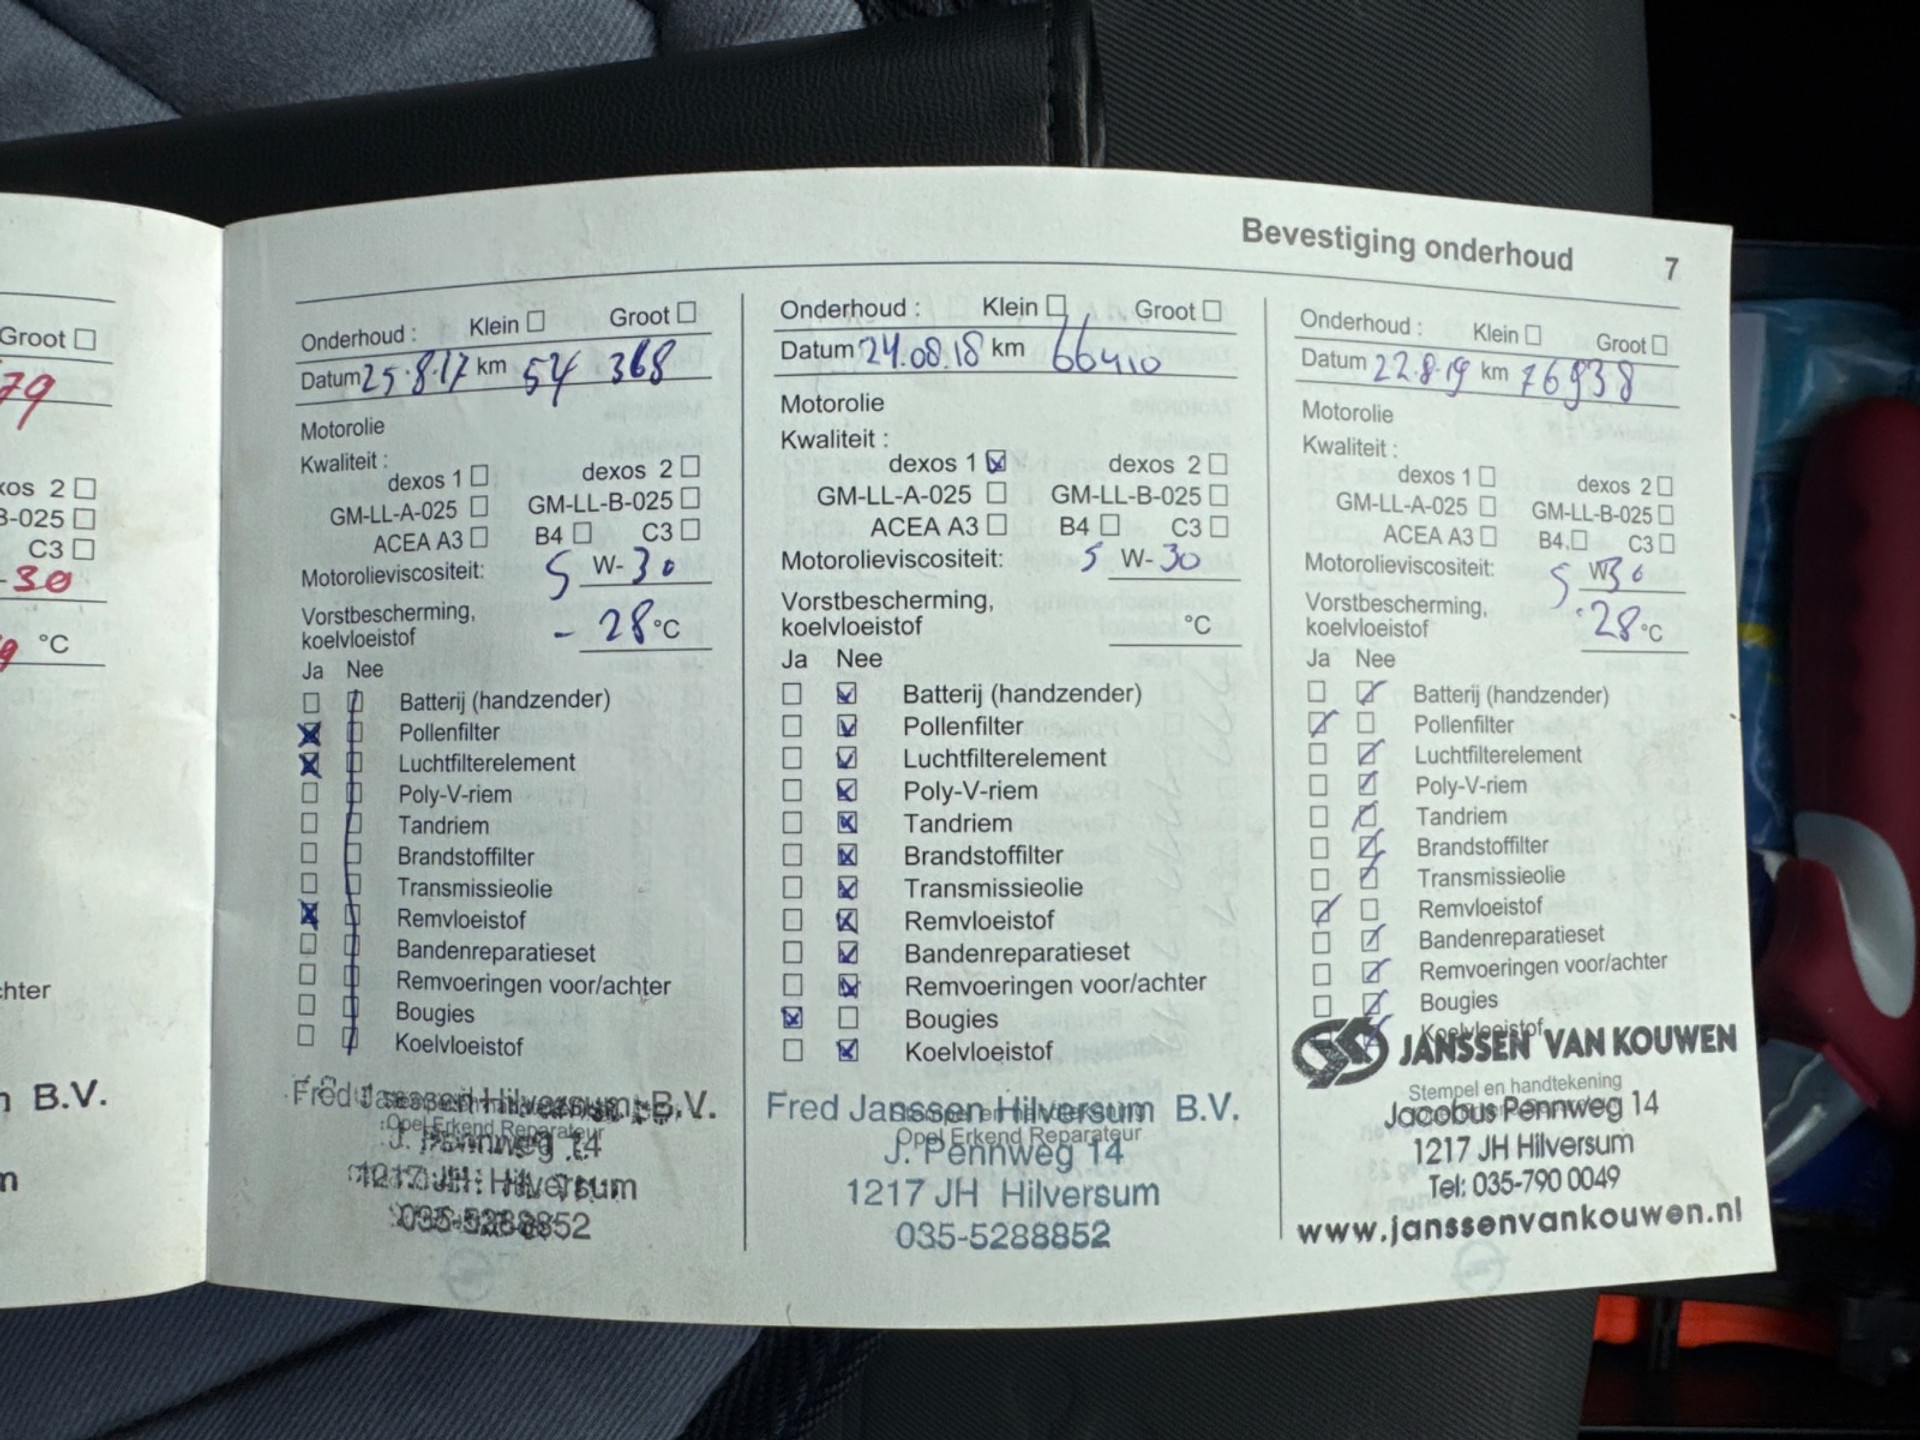 Groot
79
xos 2
B-025
C3
-30
9 °C
hter
B.V.
Bevestiging onderhoud 7
Onderhoud : Klein Groot
Datum 25-8-17 km 54 368
Motorolie
Kwaliteit :
dexos 1 dexos 2
GM-LL-A-025 GM-LL-B-025
ACEA A3 B4 C3
Motorolieviscositeit: 5 W-30
Vorstbescherming,
koelvloeistof - 28 °C
Ja Nee
Batterij (handzender)
Pollenfilter
Luchtfilterelement
Poly-V-riem
Tandriem
Brandstoffilter
Transmissieolie
Remvloeistof
Bandenreparatieset
Remvoeringen voor/achter
Bougies
Koelvloeistof
Fred Janssen Hilversum B.V.
Opel Erkend Reparateur
J. Pennweg 14
1217 JH Hilversum
035-5288852
Onderhoud : Klein Groot
Datum 24.08.18 km 66410
Motorolie
Kwaliteit :
dexos 1 dexos 2
GM-LL-A-025 GM-LL-B-025
ACEA A3 B4 C3
Motorolieviscositeit: 5 W-30
Vorstbescherming,
koelvloeistof °C
Ja Nee
Batterij (handzender)
Pollenfilter
Luchtfilterelement
Poly-V-riem
Tandriem
Brandstoffilter
Transmissieolie
Remvloeistof
Bandenreparatieset
Remvoeringen voor/achter
Bougies
Koelvloeistof
Fred Janssen Hilversum B.V.
Opel Erkend Reparateur
J. Pennweg 14
1217 JH Hilversum
035-5288852
Onderhoud : Klein Groot
Datum 22-8-19 km 76938
Motorolie
Kwaliteit :
dexos 1 dexos 2
GM-LL-A-025 GM-LL-B-025
ACEA A3 B4 C3
Motorolieviscositeit: 5 W30
Vorstbescherming,
koelvloeistof -28 °C
Ja Nee
Batterij (handzender)
Pollenfilter
Luchtfilterelement
Poly-V-riem
Tandriem
Brandstoffilter
Transmissieolie
Remvloeistof
Bandenreparatieset
Remvoeringen voor/achter
Bougies
Koelvloeistof
JANSSEN VAN KOUWEN
Stempel en handtekening
Jacobus Pennweg 14
1217 JH Hilversum
Tel: 035-790 0049
www.janssenvankouwen.nl